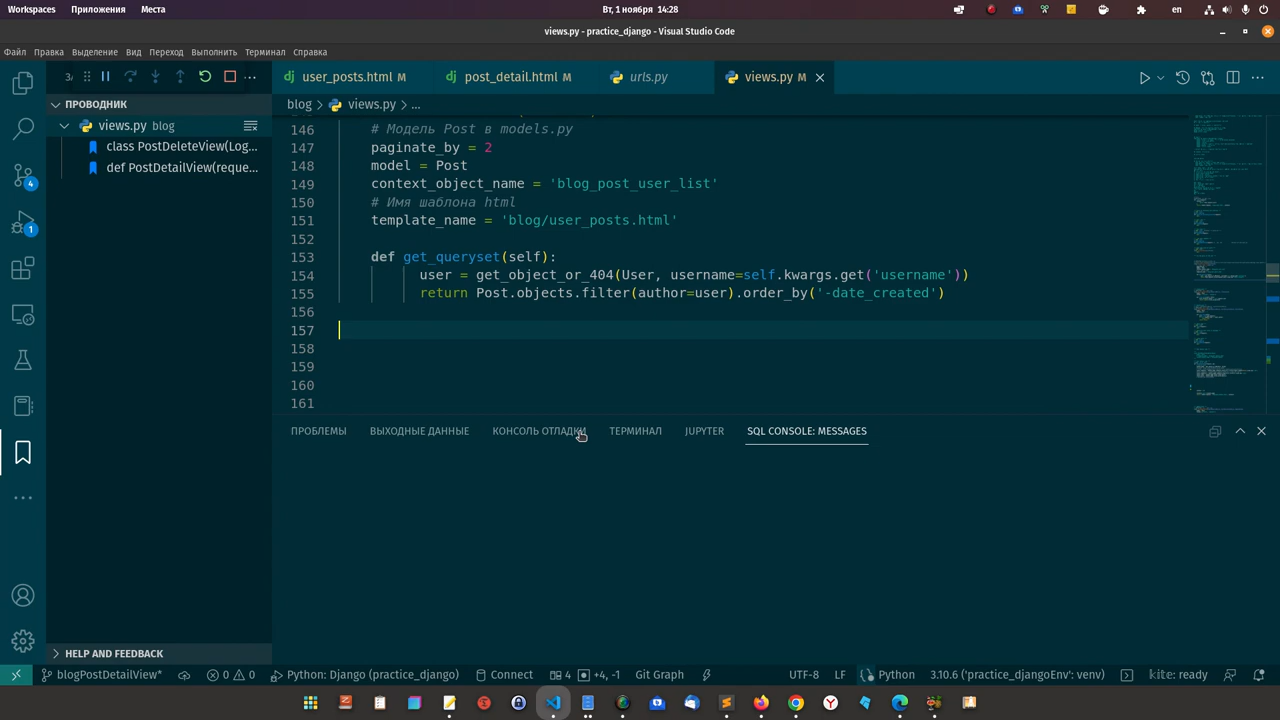 Workspaces Приложения Места Вт, 1 ноября 14:28 en
views.py - practice_django - Visual Studio Code
Файл Правка Выделение Вид Переход Выполнить Терминал Справка
user_posts.html M post_detail.html M urls.py views.py M
ПРОВОДНИК
views.py blog
class PostDeleteView(Log...
def PostDetailView(reque...
HELP AND FEEDBACK
4
1
blog > views.py > ...
146 # Модель Post в models.py
147 paginate_by = 2
148 model = Post
149 context_object_name = 'blog_post_user_list'
150 # Имя шаблона html
151 template_name = 'blog/user_posts.html'
152
153 def get_queryset(self):
154 user = get_object_or_404(User, username=self.kwargs.get('username'))
155 return Post.objects.filter(author=user).order_by('-date_created')
156
157
158
159
160
161
ПРОБЛЕМЫ ВЫХОДНЫЕ ДАННЫЕ КОНСОЛЬ ОТЛАДКИ ТЕРМИНАЛ JUPYTER SQL CONSOLE: MESSAGES
blogPostDetailView* 0 0 Python: Django (practice_django) Connect 4 +4, -1 Git Graph UTF-8 LF Python 3.10.6 ('practice_djangoEnv': venv) kite: ready